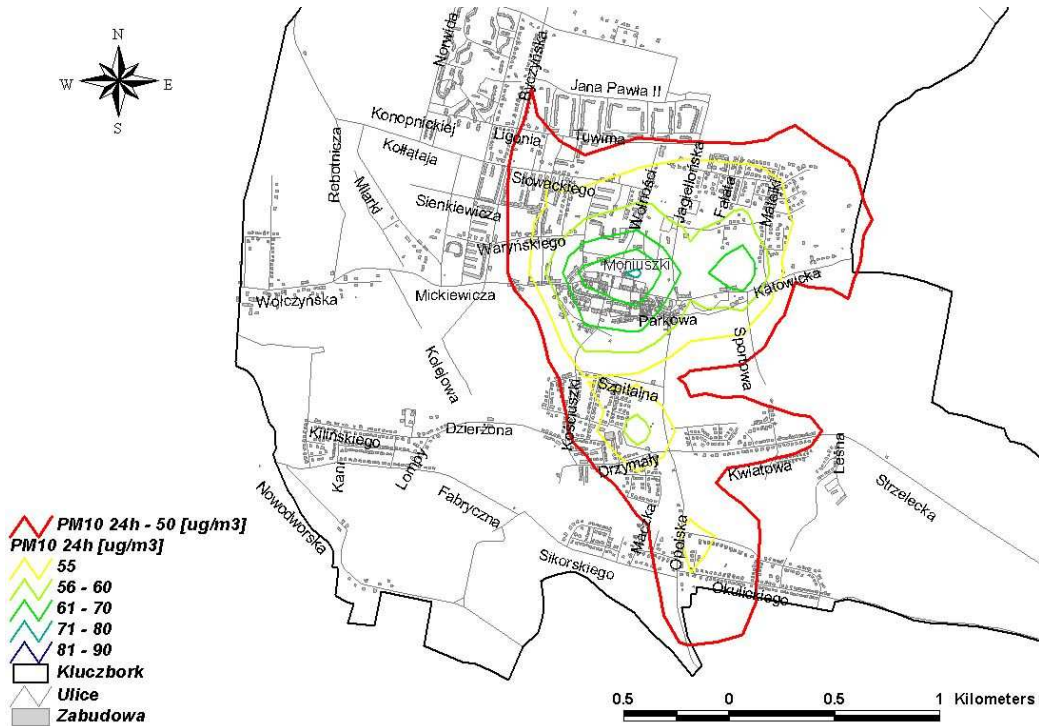 N
W E
S
Norwida
Byczyńska
Jana Pawła II
Konopnickiej
Ligonia
Tuwima
Kołłątaja
Robotnicza
Miarki
Słowackiego
Wolności
Jagiellońska
Fałata
Matejki
Sienkiewicza
Waryńskiego
Moniuszki
Katowicka
Wołczyńska
Mickiewicza
Parkowa
Sportowa
Kolejowa
Szpitalna
Kościuszki
Dzierżona
Kilińskiego
Kani
Łomby
Drzymały
Kwiatowa
Leśna
Strzelecka
Fabryczna
Nowodworska
Maczka
Opolska
Sikorskiego
Okulickiego
PM10 24h - 50 [ug/m3]
PM10 24h [ug/m3]
55
56 - 60
61 - 70
71 - 80
81 - 90
Kluczbork
Ulice
Zabudowa
0.5 0 0.5 1 Kilometers